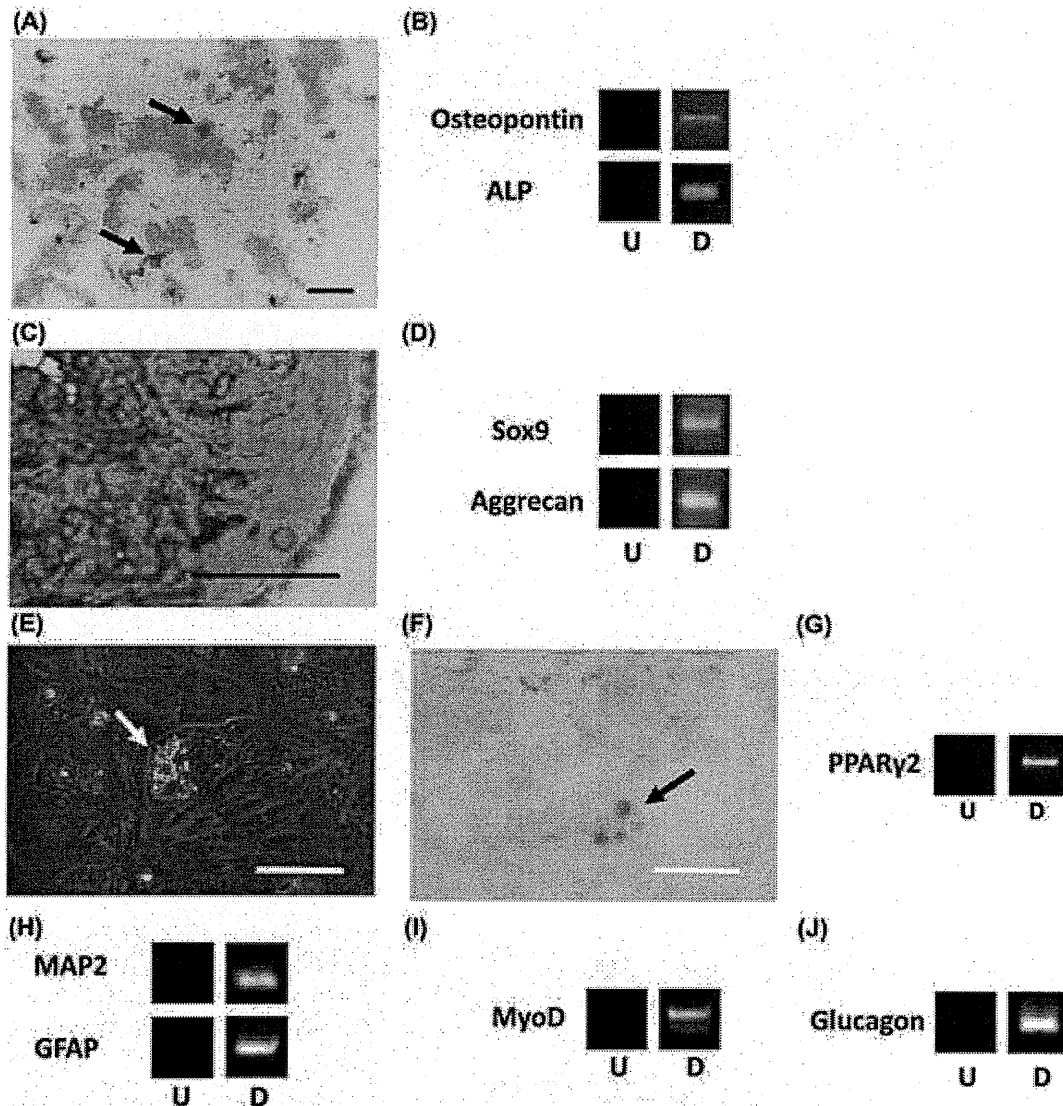 (A)
(B)
Osteopontin
ALP
U D
(C)
(D)
Sox9
Aggrecan
U D
(E)
(F)
(G)
PPARγ2
U D
(H)
(I)
(J)
MAP2
GFAP
U D
MyoD
U D
Glucagon
U D